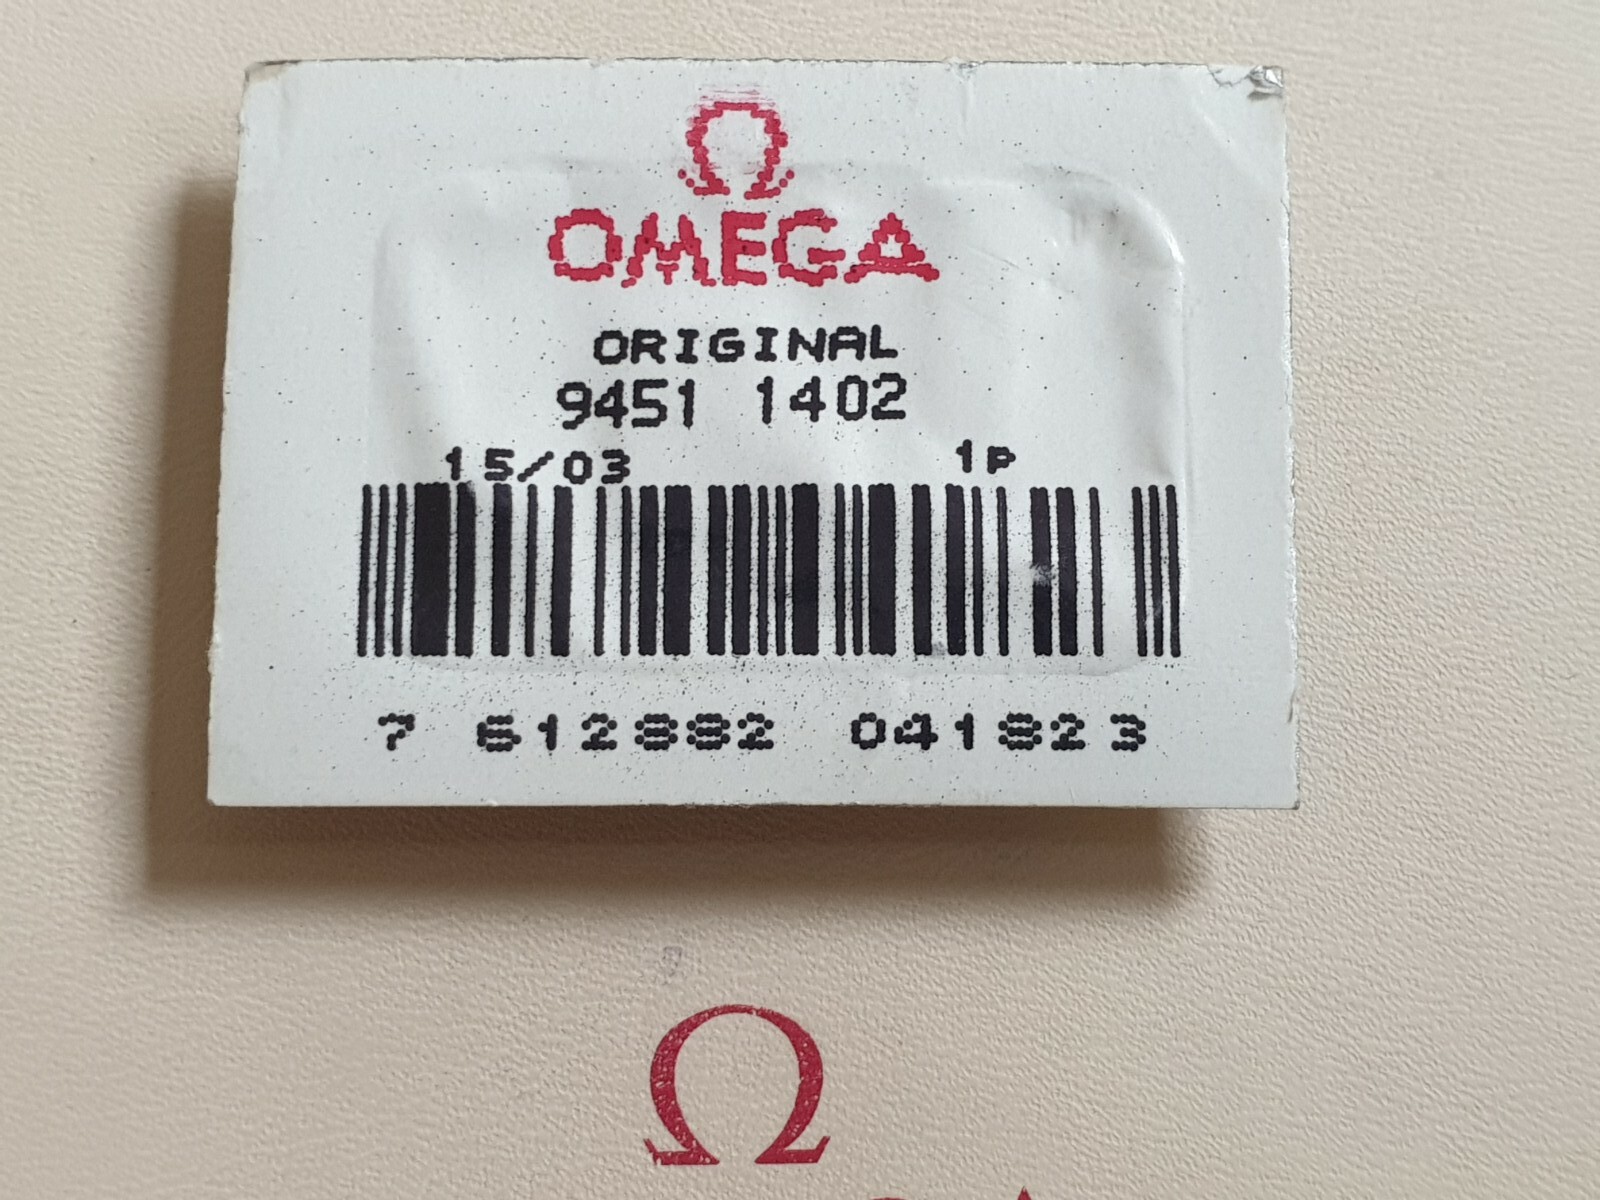 Ω
OMEGA
ORIGINAL
9451 1402
15/03 1P
7 612882 041823
Ω